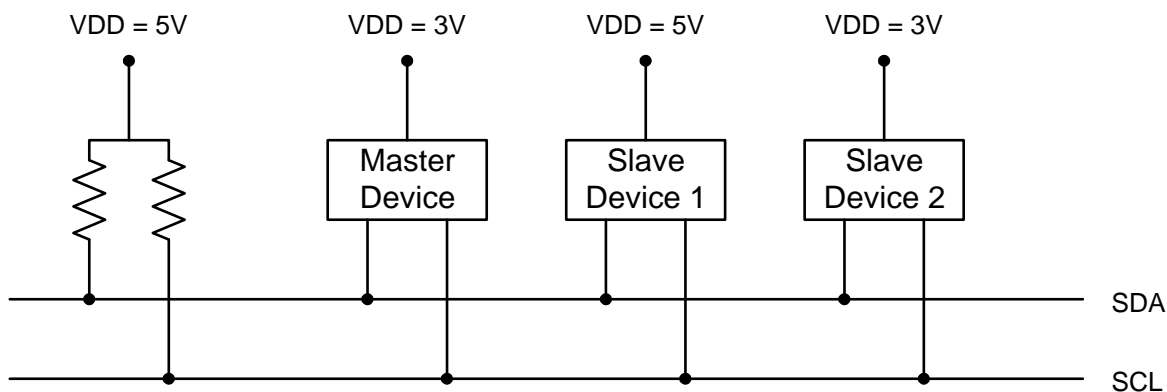 VDD = 5V
VDD = 3V
VDD = 5V
VDD = 3V
Master
Device
Slave
Device 1
Slave
Device 2
SDA
SCL